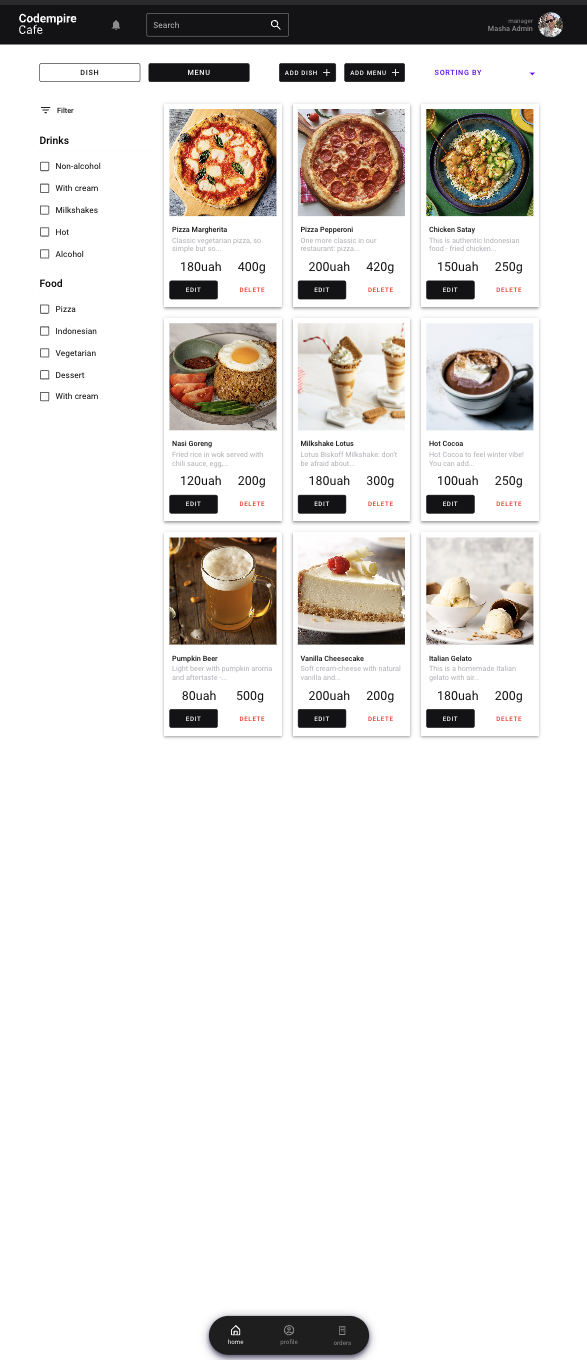 Codempire
Cafe
Search
manager
Masha Admin
DISH
MENU
ADD DISH
ADD MENU
SORTING BY
Filter
Drinks
Non-alcohol
With cream
Milkshakes
Hot
Alcohol
Food
Pizza
Indonesian
Vegetarian
Dessert
With cream
Pizza Margherita
Classic vegetarian pizza, so
simple but so...
180uah 400g
EDIT DELETE
Pizza Pepperoni
One more classic in our
restaurant: pizza...
200uah 420g
EDIT DELETE
Chicken Satay
This is authentic Indonesian
food - fried chicken...
150uah 250g
EDIT DELETE
Nasi Goreng
Fried rice in wok served with
chili sauce, egg,...
120uah 200g
EDIT DELETE
Milkshake Lotus
Lotus Biskoff Milkshake: don't
be afraid about...
180uah 300g
EDIT DELETE
Hot Cocoa
Hot Cocoa to feel winter vibe!
You can add...
100uah 250g
EDIT DELETE
Pumpkin Beer
Light beer with pumpkin aroma
and aftertaste -...
80uah 500g
EDIT DELETE
Vanilla Cheesecake
Soft cream-cheese with natural
vanilla and...
200uah 200g
EDIT DELETE
Italian Gelato
This is a homemade Italian
gelato with air...
180uah 200g
EDIT DELETE
home
profile
orders